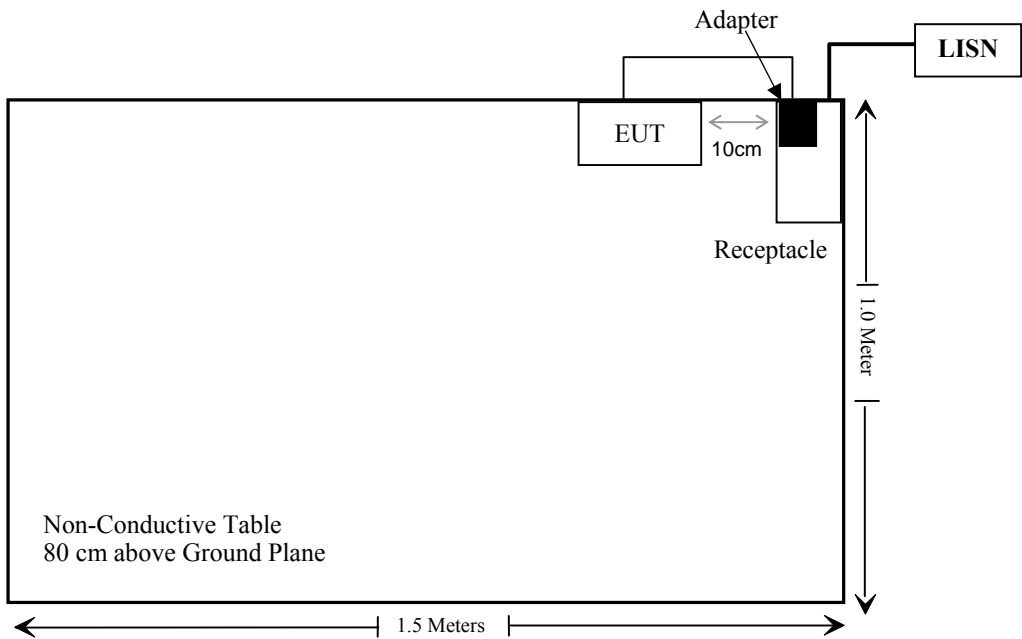 Adapter
LISN
EUT
10cm
Receptacle
1.0 Meter
Non-Conductive Table
80 cm above Ground Plane
1.5 Meters